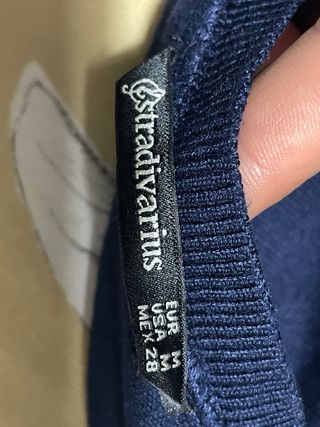 stradivarius
EUR M
USA M
MEX 28